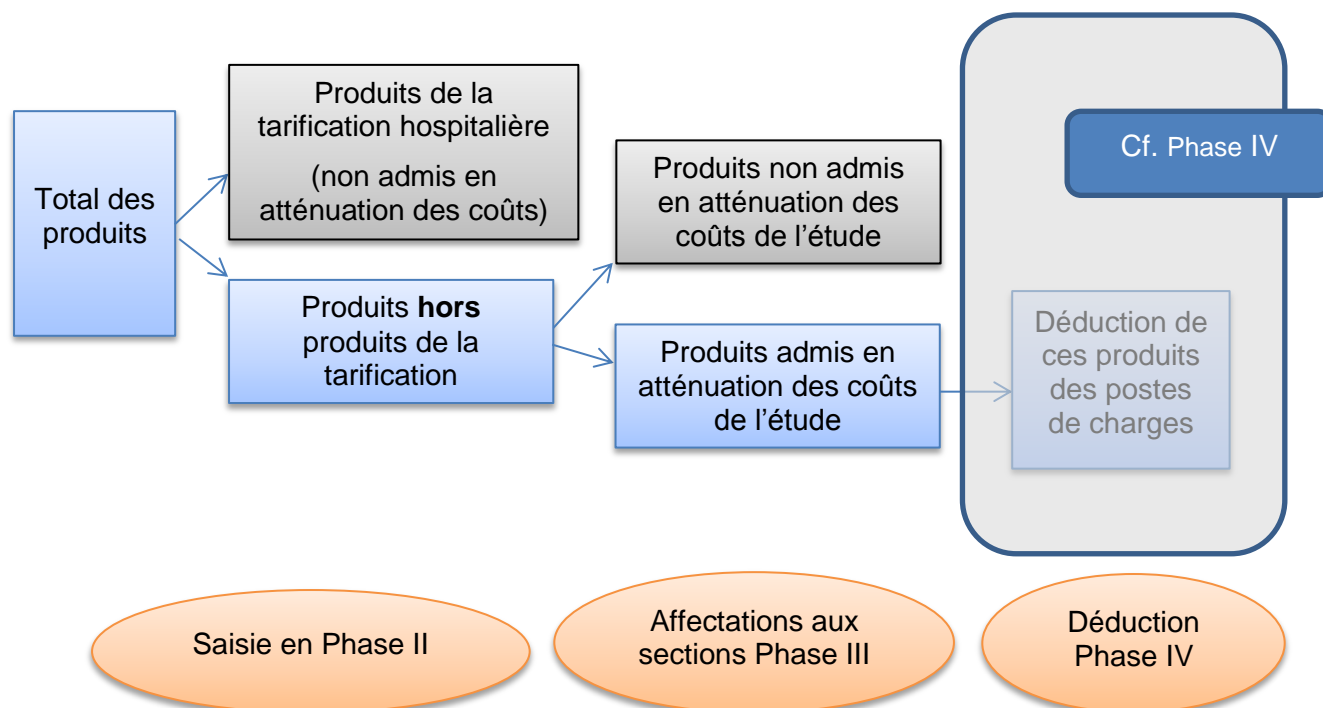 Total des
produits
Produits de la
tarification hospitalière
(non admis en
atténuation des coûts)
Produits hors
produits de la
tarification
Produits non admis
en atténuation des
coûts de l’étude
Produits admis en
atténuation des coûts
de l’étude
Cf. Phase IV
Déduction de
ces produits
des postes
de charges
Saisie en Phase II
Affectations aux
sections Phase III
Déduction
Phase IV